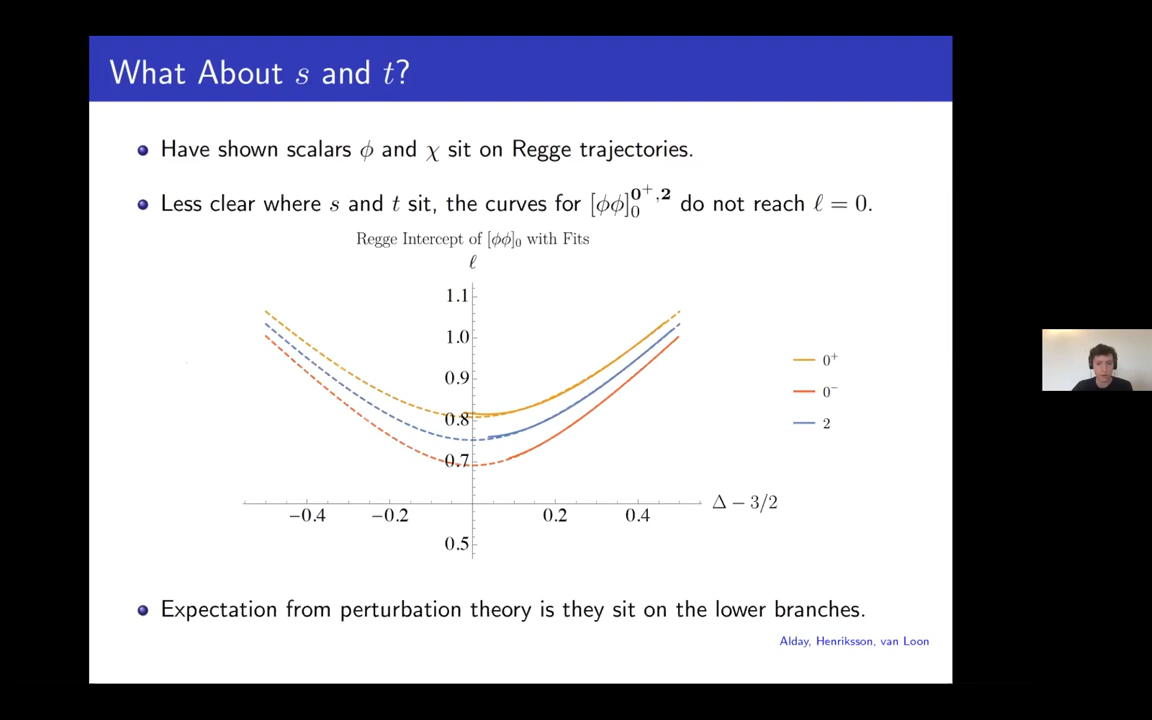 What About s and t?
Have shown scalars ϕ and χ sit on Regge trajectories.
Less clear where s and t sit, the curves for [ϕϕ]₀^{0⁺,2} do not reach ℓ = 0.
Regge Intercept of [ϕϕ]₀ with Fits
ℓ
1.1
1.0
0.9
0.8
0.7
0.5
−0.4
−0.2
0.2
0.4
Δ − 3/2
0⁺
0⁻
2
Expectation from perturbation theory is they sit on the lower branches.
Alday, Henriksson, van Loon